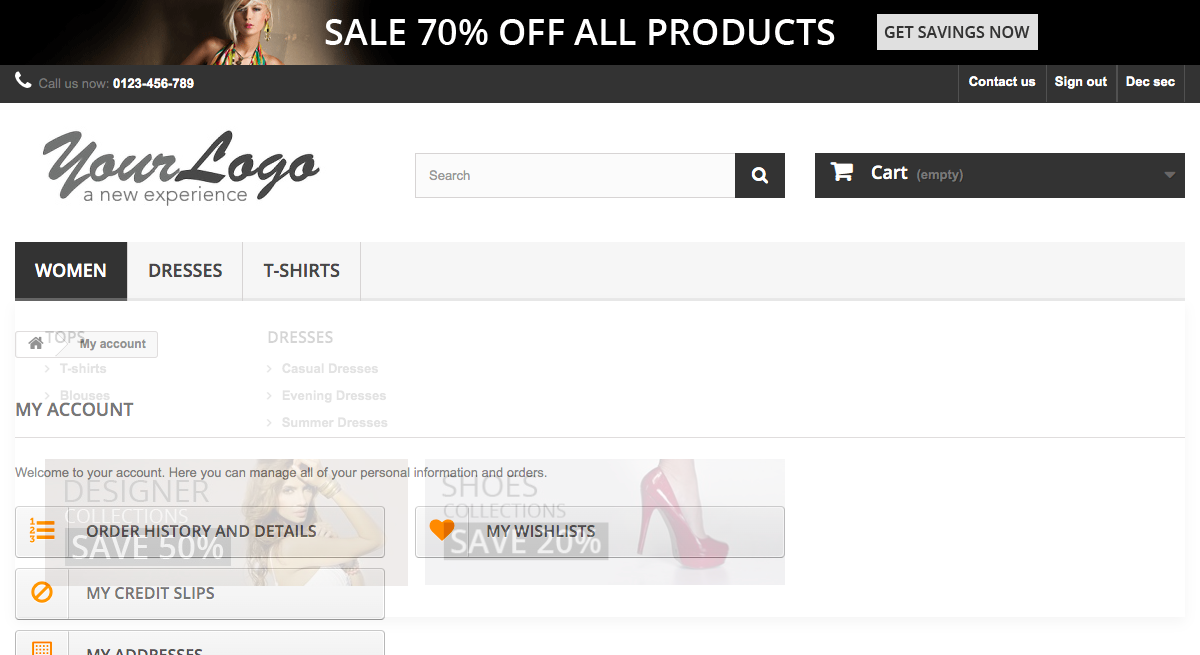 SALE 70% OFF ALL PRODUCTS GET SAVINGS NOW
Call us now: 0123-456-789 Contact us Sign out Dec sec
YourLogo
a new experience
Search
Cart (empty)
WOMEN DRESSES T-SHIRTS
TOPS DRESSES
My account
T-shirts Casual Dresses
Blouses Evening Dresses
MY ACCOUNT
Summer Dresses
Welcome to your account. Here you can manage all of your personal information and orders.
DESIGNER SHOES
COLLECTIONS COLLECTIONS
ORDER HISTORY AND DETAILS MY WISHLISTS
SAVE 50% SAVE 20%
MY CREDIT SLIPS
MY ADDRESSES